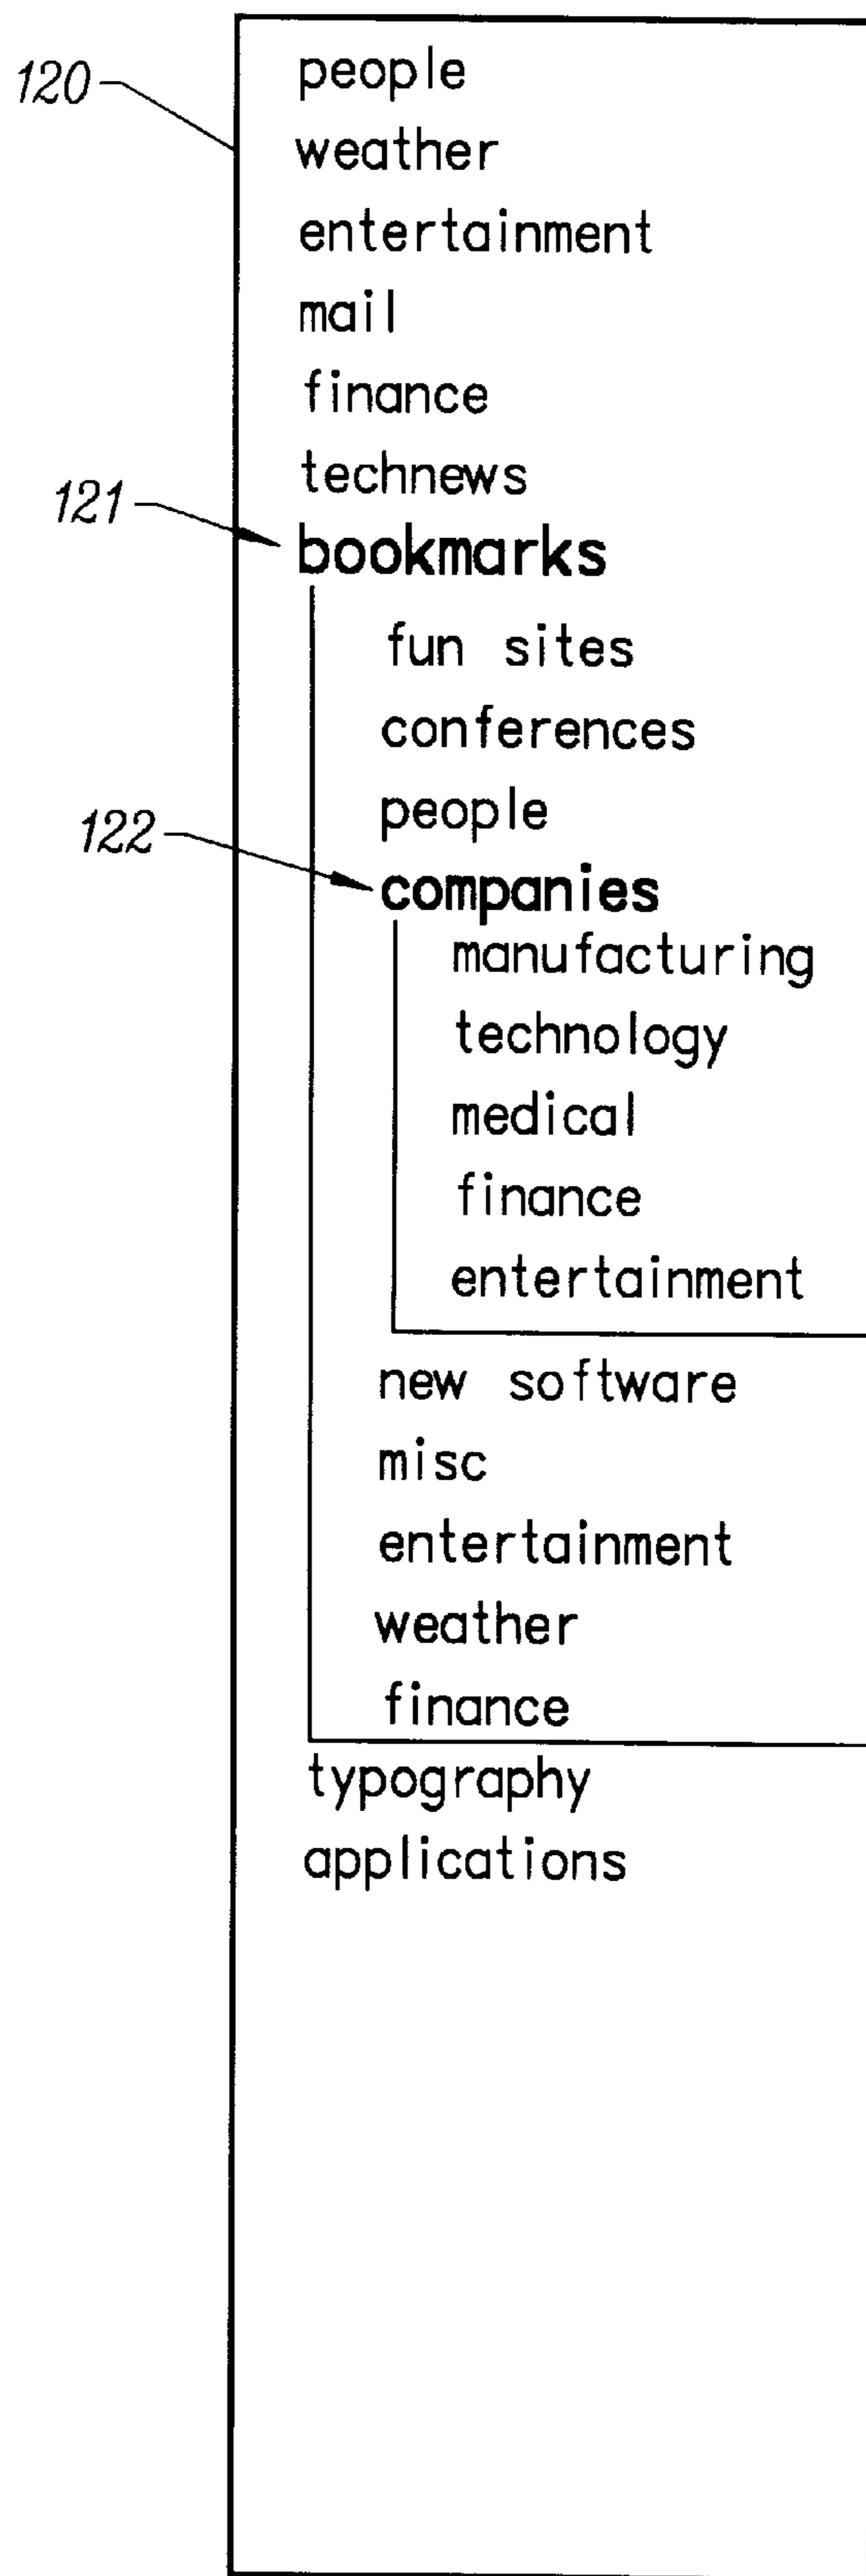 120
people
weather
entertainment
mail
finance
technews
121
bookmarks
fun sites
conferences
people
122
companies
manufacturing
technology
medical
finance
entertainment
new software
misc
entertainment
weather
finance
typography
applications